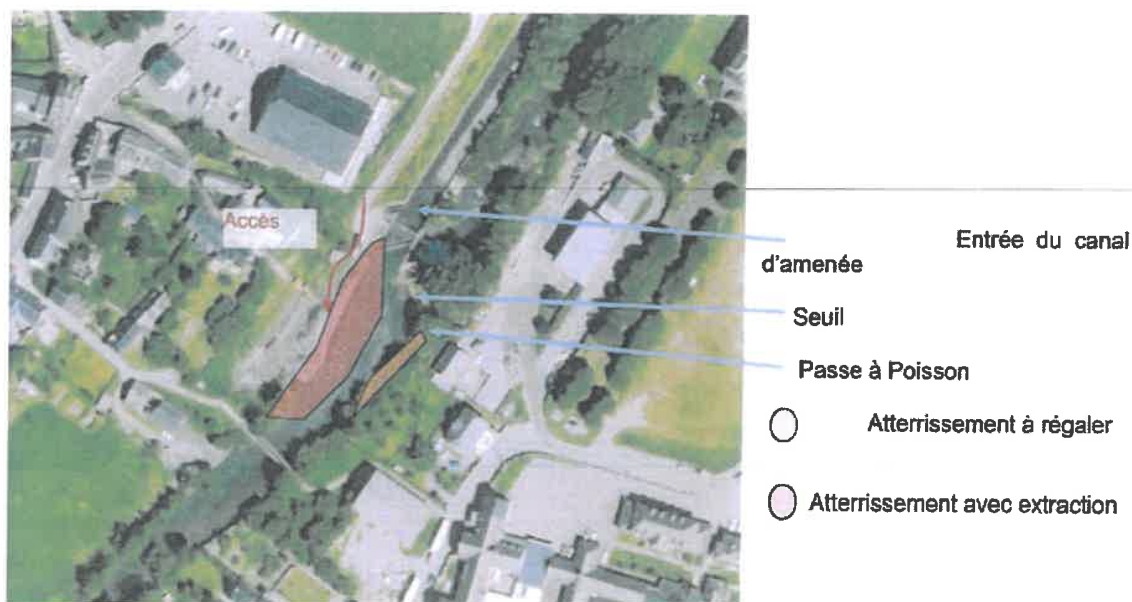 Accès
Entrée du canal
d'amenée
Seuil
Passe à Poisson
Atterrissement à régaler
Atterrissement avec extraction